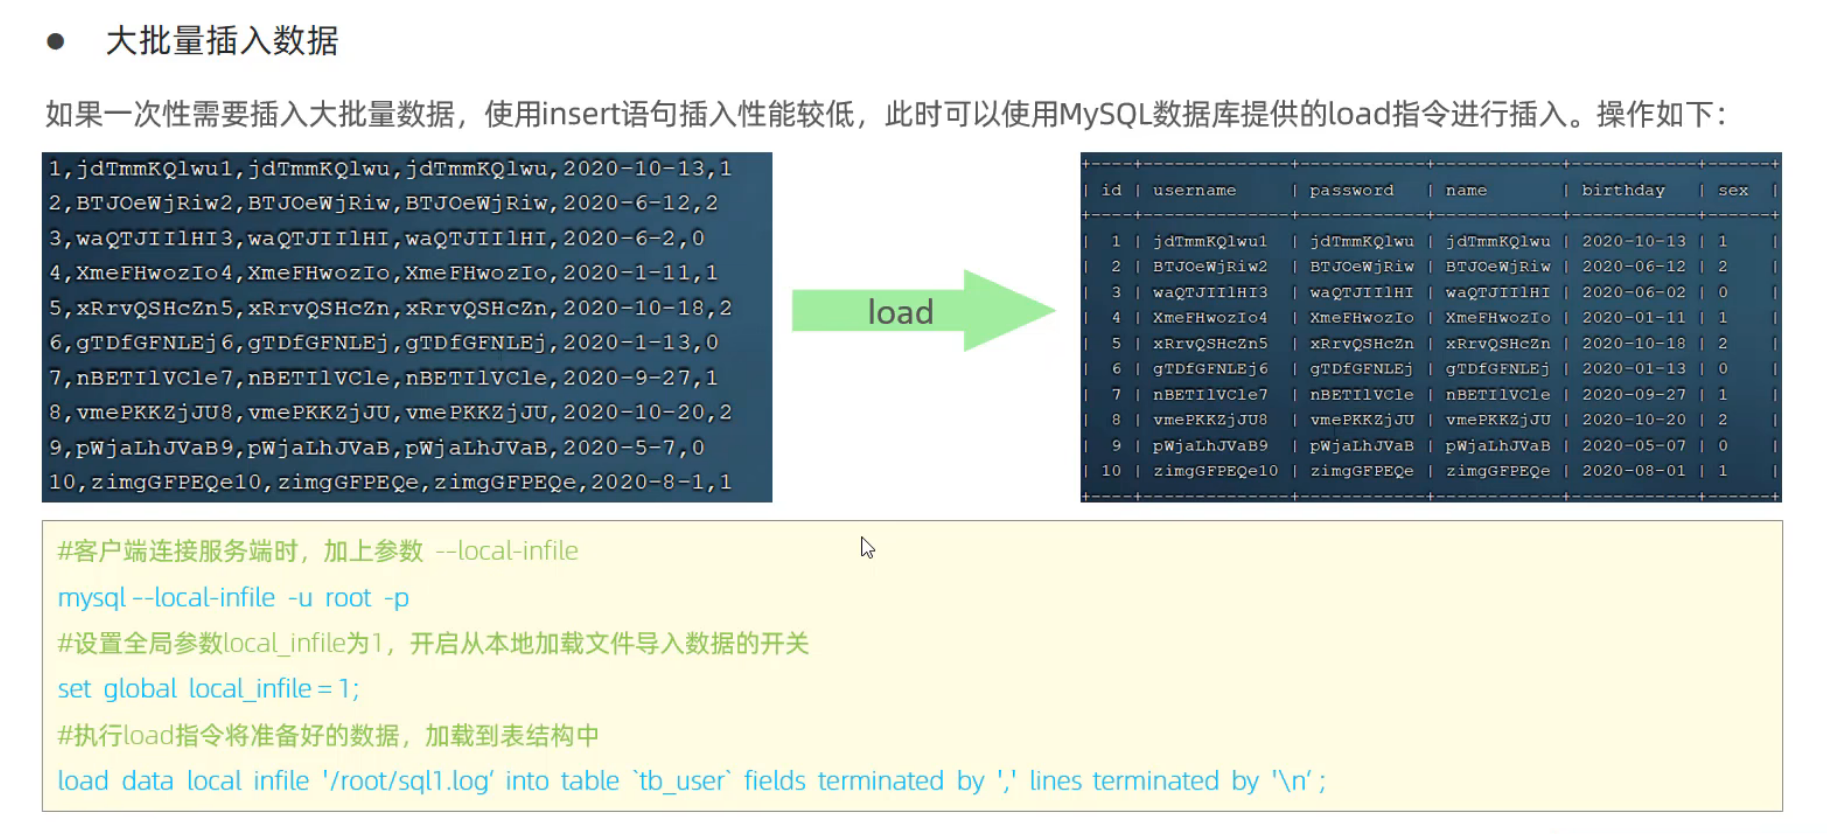 ● 大批量插入数据
如果一次性需要插入大批量数据，使用insert语句插入性能较低，此时可以使用MySQL数据库提供的load指令进行插入。操作如下：
1,jdTmmKQlwu1,jdTmmKQlwu,jdTmmKQlwu,2020-10-13,1
2,BTJOeWjRiw2,BTJOeWjRiw,BTJOeWjRiw,2020-6-12,2
3,waQTJIIlHI3,waQTJIIlHI,waQTJIIlHI,2020-6-2,0
4,XmeFHwozIo4,XmeFHwozIo,XmeFHwozIo,2020-1-11,1
5,xRrvQSHcZn5,xRrvQSHcZn,xRrvQSHcZn,2020-10-18,2
6,gTDfGFNLEj6,gTDfGFNLEj,gTDfGFNLEj,2020-1-13,0
7,nBETIlVCle7,nBETIlVCle,nBETIlVCle,2020-9-27,1
8,vmePKKZjJU8,vmePKKZjJU,vmePKKZjJU,2020-10-20,2
9,pWjaLhJVaB9,pWjaLhJVaB,pWjaLhJVaB,2020-5-7,0
10,zimgGFPEQe10,zimgGFPEQe,zimgGFPEQe,2020-8-1,1
load
| id | username | password | name | birthday | sex |
| 1 | jdTmmKQlwu1 | jdTmmKQlwu | jdTmmKQlwu | 2020-10-13 | 1 |
| 2 | BTJOeWjRiw2 | BTJOeWjRiw | BTJOeWjRiw | 2020-06-12 | 2 |
| 3 | waQTJIIlHI3 | waQTJIIlHI | waQTJIIlHI | 2020-06-02 | 0 |
| 4 | XmeFHwozIo4 | XmeFHwozIo | XmeFHwozIo | 2020-01-11 | 1 |
| 5 | xRrvQSHcZn5 | xRrvQSHcZn | xRrvQSHcZn | 2020-10-18 | 2 |
| 6 | gTDfGFNLEj6 | gTDfGFNLEj | gTDfGFNLEj | 2020-01-13 | 0 |
| 7 | nBETIlVCle7 | nBETIlVCle | nBETIlVCle | 2020-09-27 | 1 |
| 8 | vmePKKZjJU8 | vmePKKZjJU | vmePKKZjJU | 2020-10-20 | 2 |
| 9 | pWjaLhJVaB9 | pWjaLhJVaB | pWjaLhJVaB | 2020-05-07 | 0 |
| 10 | zimgGFPEQe10 | zimgGFPEQe | zimgGFPEQe | 2020-08-01 | 1 |
#客户端连接服务端时，加上参数 --local-infile
mysql --local-infile -u root -p
#设置全局参数local_infile为1，开启从本地加载文件导入数据的开关
set global local_infile = 1;
#执行load指令将准备好的数据，加载到表结构中
load data local infile '/root/sql1.log’ into table `tb_user` fields terminated by ',' lines terminated by '\n’ ;